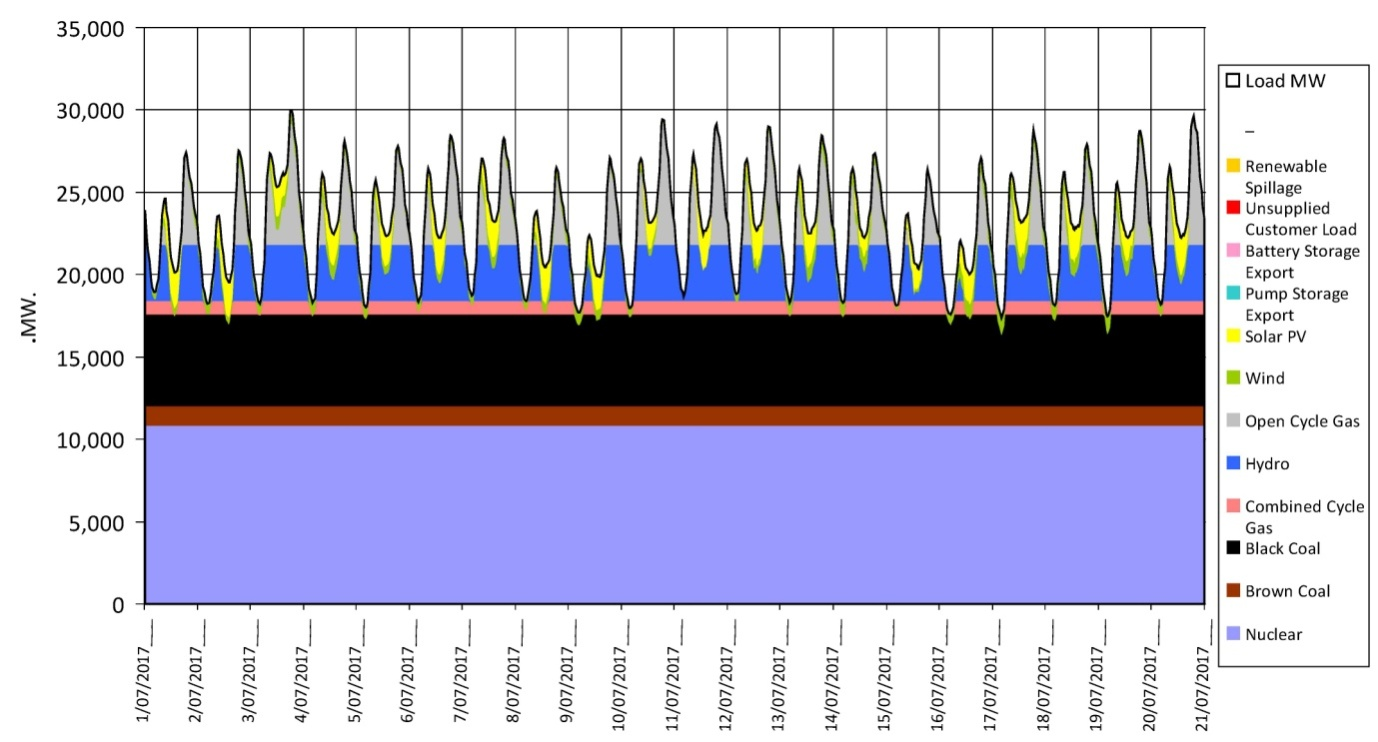 35,000
30,000
25,000
20,000
15,000
10,000
5,000
0
.MW.
1/07/2017
2/07/2017
3/07/2017
4/07/2017
5/07/2017
6/07/2017
7/07/2017
8/07/2017
9/07/2017
10/07/2017
11/07/2017
12/07/2017
13/07/2017
14/07/2017
15/07/2017
16/07/2017
17/07/2017
18/07/2017
19/07/2017
20/07/2017
21/07/2017
Load MW
–
Renewable
Spillage
Unsupplied
Customer Load
Battery Storage
Export
Pump Storage
Export
Solar PV
Wind
Open Cycle Gas
Hydro
Combined Cycle
Gas
Black Coal
Brown Coal
Nuclear